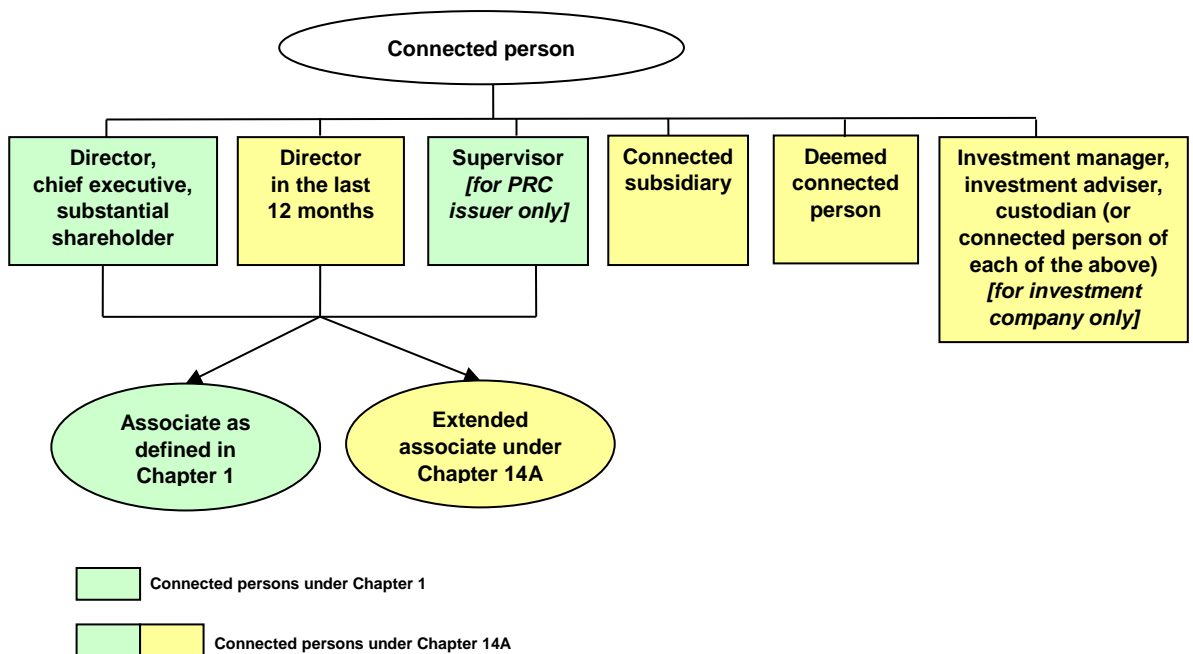 Connected person
Director,
chief executive,
substantial
shareholder
Director
in the last
12 months
Supervisor
[for PRC
issuer only]
Connected
subsidiary
Deemed
connected
person
Investment manager,
investment adviser,
custodian (or
connected person of
each of the above)
[for investment
company only]
Associate as
defined in
Chapter 1
Extended
associate under
Chapter 14A
Connected persons under Chapter 1
Connected persons under Chapter 14A